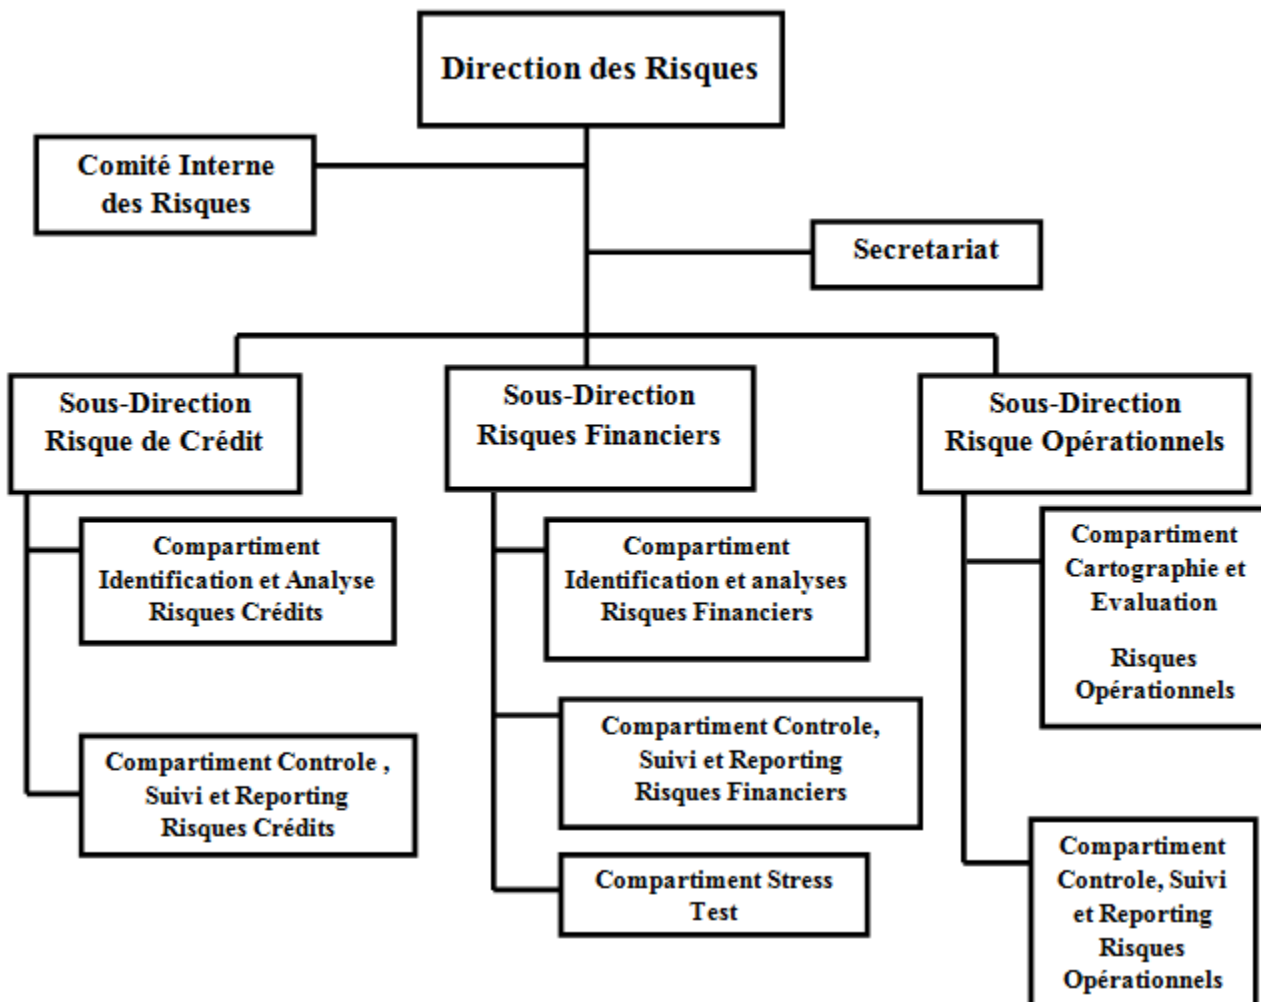 Direction des Risques
Comité Interne
des Risques
Secretariat
Sous-Direction
Risque de Crédit
Sous-Direction
Risques Financiers
Sous-Direction
Risque Opérationnels
Compartiment
Identification et Analyse
Risques Crédits
Compartiment
Identification et analyses
Risques Financiers
Compartiment
Cartographie et
Evaluation
Risques
Opérationnels
Compartiment Controle ,
Suivi et Reporting
Risques Crédits
Compartiment Controle,
Suivi et Reporting
Risques Financiers
Compartiment Stress
Test
Compartiment
Controle, Suivi
et Reporting
Risques
Opérationnels